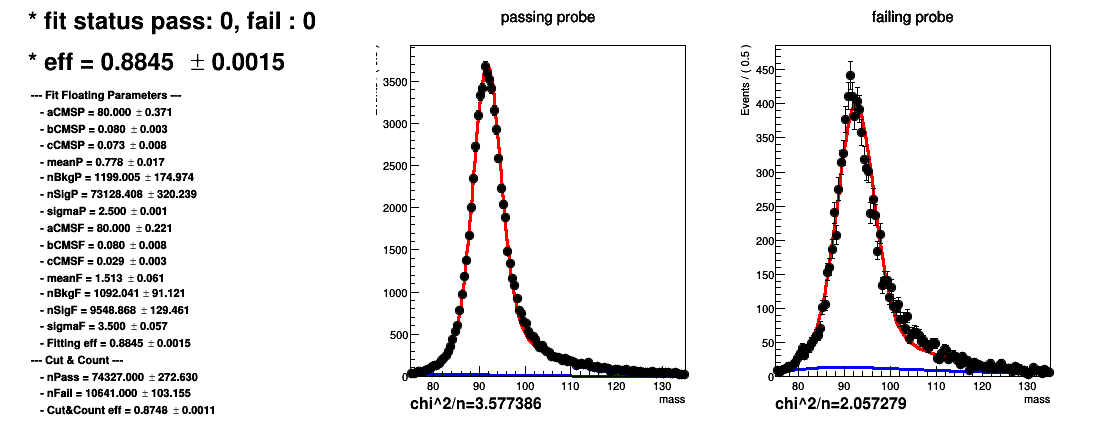 * fit status pass: 0, fail : 0
* eff = 0.8845 ± 0.0015
--- Fit Floating Parameters ---
- aCMSP = 80.000 ± 0.371
- bCMSP = 0.080 ± 0.003
- cCMSP = 0.073 ± 0.008
- meanP = 0.778 ± 0.017
- nBkgP = 1199.005 ± 174.974
- nSigP = 73128.408 ± 320.239
- sigmaP = 2.500 ± 0.001
- aCMSF = 80.000 ± 0.221
- bCMSF = 0.080 ± 0.008
- cCMSF = 0.029 ± 0.003
- meanF = 1.513 ± 0.061
- nBkgF = 1092.041 ± 91.121
- nSigF = 9548.868 ± 129.461
- sigmaF = 3.500 ± 0.057
- Fitting eff = 0.8845 ± 0.0015
--- Cut & Count ---
- nPass = 74327.000 ± 272.630
- nFail = 10641.000 ± 103.155
- Cut&Count eff = 0.8748 ± 0.0011
passing probe
3500
3000
2500
2000
1500
1000
500
0
80 90 100 110 120 130
mass
chi^2/n=3.577386
failing probe
Events / ( 0.5 )
450
400
350
300
250
200
150
100
50
0
80 90 100 110 120 130
mass
chi^2/n=2.057279